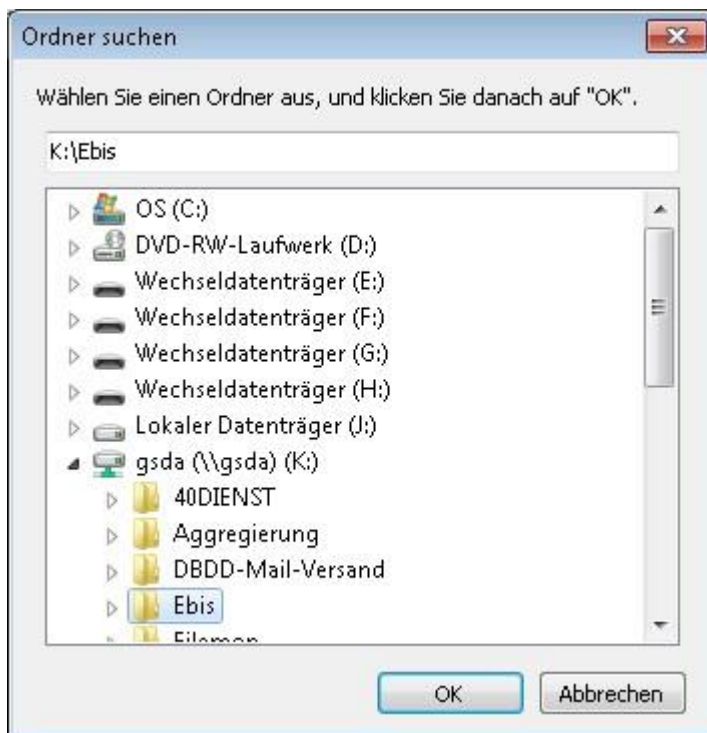 Ordner suchen
Wählen Sie einen Ordner aus, und klicken Sie danach auf "OK".
K:\Ebis
OS (C:)
DVD-RW-Laufwerk (D:)
Wechseldatenträger (E:)
Wechseldatenträger (F:)
Wechseldatenträger (G:)
Wechseldatenträger (H:)
Lokaler Datenträger (J:)
gsda (\\gsda) (K:)
40DIENST
Aggregierung
DBDD-Mail-Versand
Ebis
OK Abbrechen